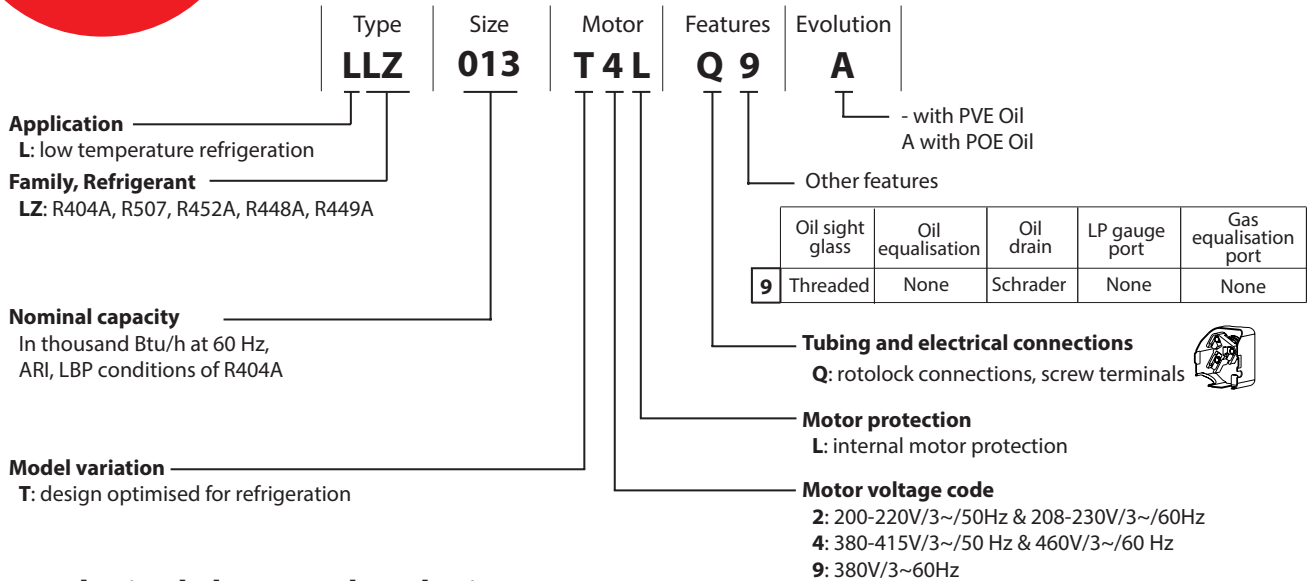 Type Size Motor Features Evolution
LLZ 013 T 4 L Q 9 A
- with PVE Oil
A with POE Oil
Application
L: low temperature refrigeration
Family, Refrigerant
LZ: R404A, R507, R452A, R448A, R449A
Other features
Oil sight glass Oil equalisation Oil drain LP gauge port Gas equalisation port
9 Threaded None Schrader None None
Nominal capacity
In thousand Btu/h at 60 Hz,
ARI, LBP conditions of R404A
Tubing and electrical connections
Q: rotolock connections, screw terminals
Motor protection
L: internal motor protection
Model variation
T: design optimised for refrigeration
Motor voltage code
2: 200-220V/3~/50Hz & 208-230V/3~/60Hz
4: 380-415V/3~/50 Hz & 460V/3~/60 Hz
9: 380V/3~60Hz